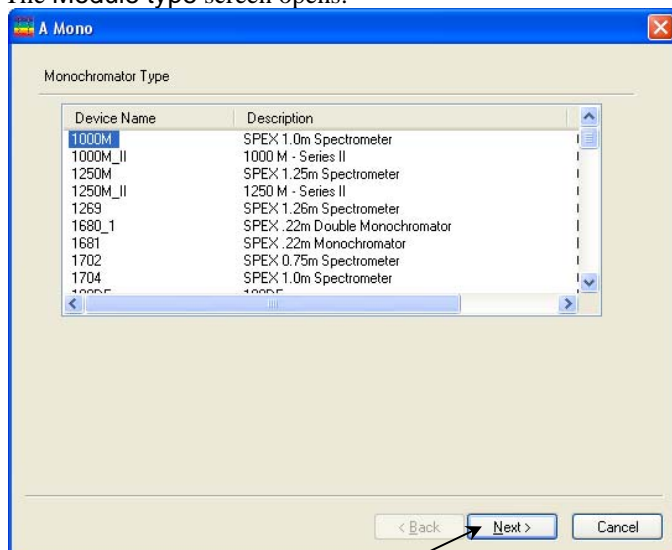 The Module type screen opens.
A Mono
Monochromator Type
Device Name Description
1000M SPEX 1.0m Spectrometer
1000M_II 1000 M - Series II
1250M SPEX 1.25m Spectrometer
1250M_II 1250 M - Series II
1269 SPEX 1.26m Spectrometer
1680_1 SPEX .22m Double Monochromator
1681 SPEX .22m Monochromator
1702 SPEX 0.75m Spectrometer
1704 SPEX 1.0m Spectrometer
< Back Next > Cancel